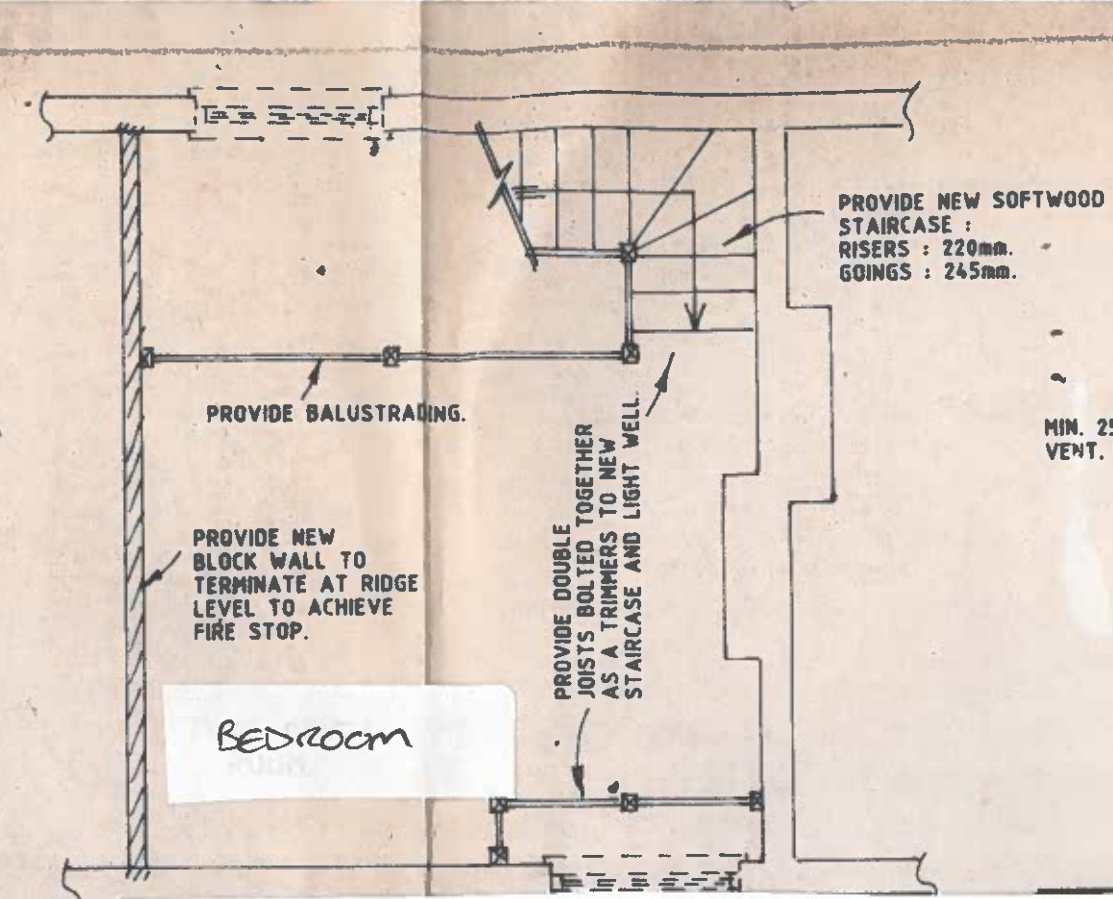 PROVIDE NEW SOFTWOOD
STAIRCASE :
RISERS : 220mm.
GOINGS : 245mm.
PROVIDE BALUSTRADING.
MIN. 25
VENT.
PROVIDE DOUBLE
JOISTS BOLTED TOGETHER
AS A TRIMMERS TO NEW
STAIRCASE AND LIGHT WELL.
PROVIDE NEW
BLOCK WALL TO
TERMINATE AT RIDGE
LEVEL TO ACHIEVE
FIRE STOP.
BEDROOM